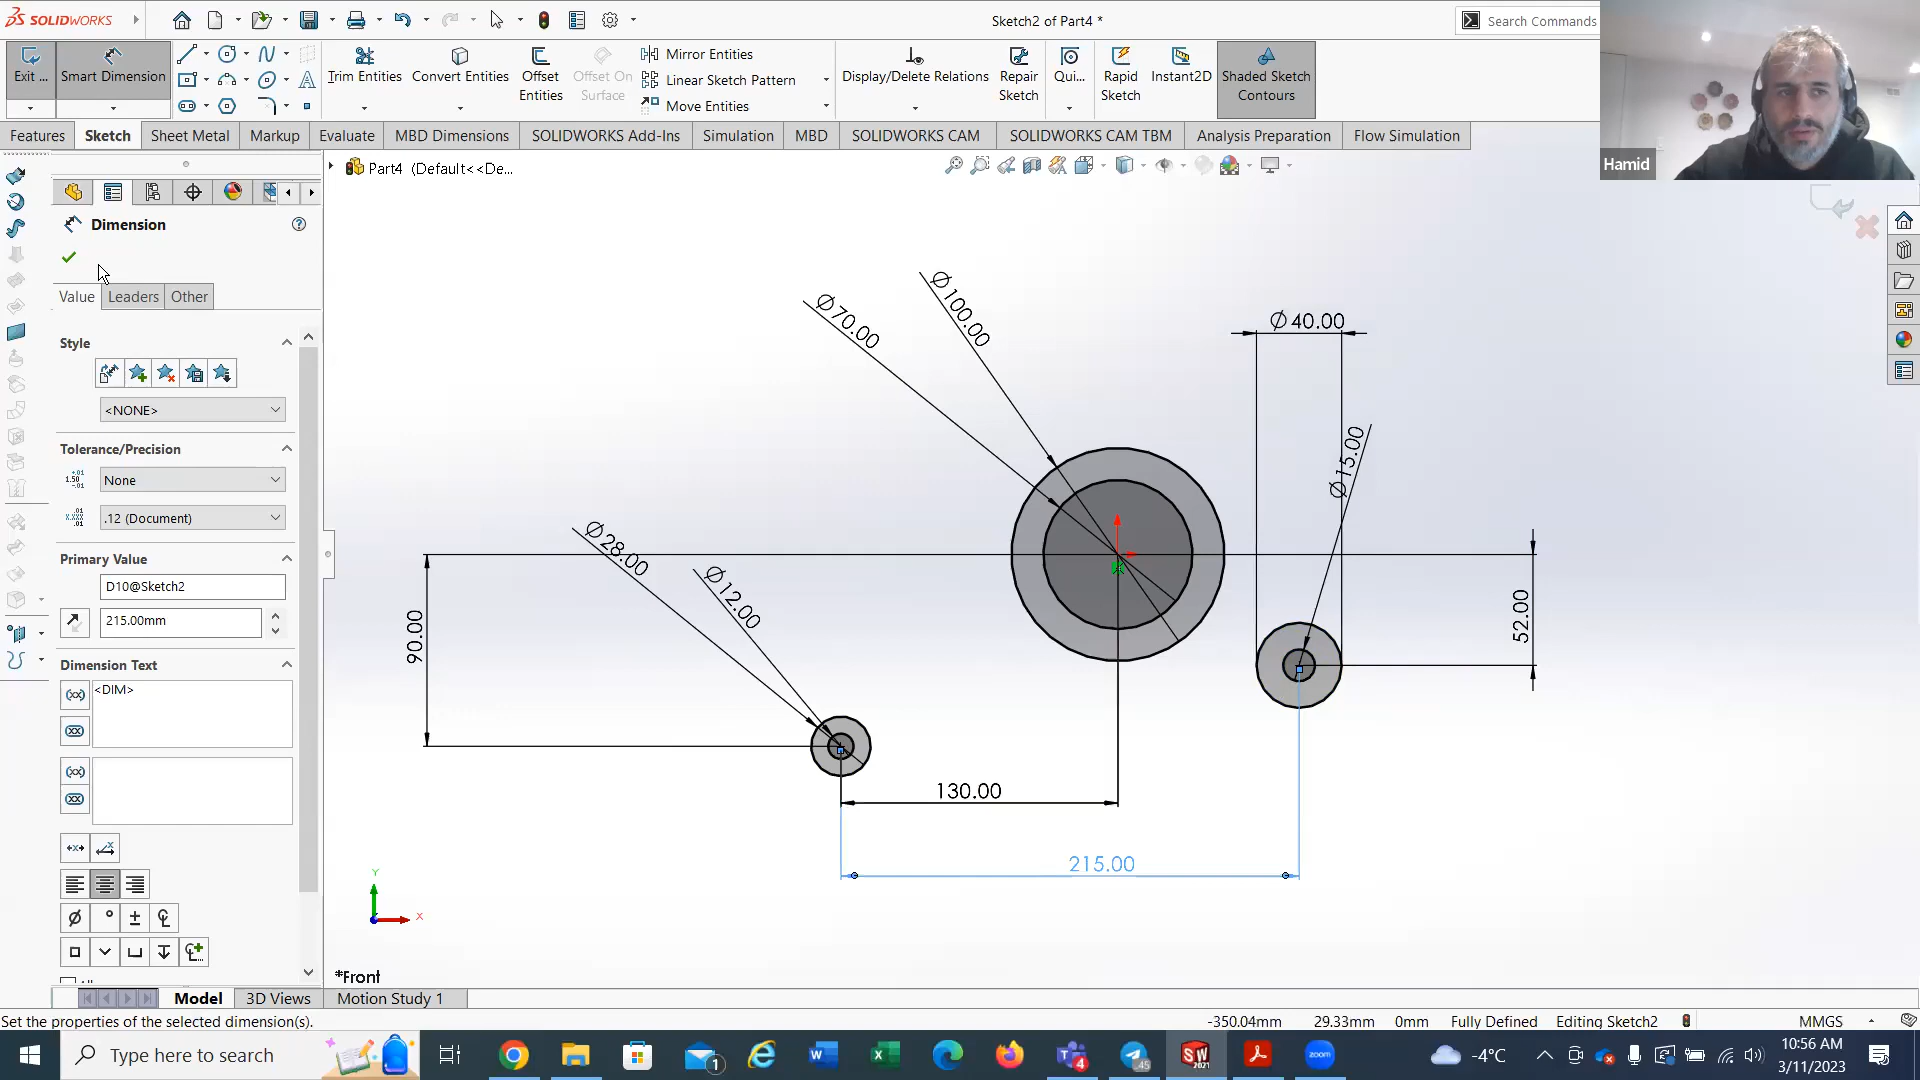 SOLIDWORKS
Sketch2 of Part4 *
Search Commands
Exit ...
Smart Dimension
Trim Entities
Convert Entities
Offset
Entities
Offset On
Surface
Mirror Entities
Linear Sketch Pattern
Move Entities
Display/Delete Relations
Repair
Sketch
Qui...
Rapid
Sketch
Instant2D
Shaded Sketch
Contours
Features
Sketch
Sheet Metal
Markup
Evaluate
MBD Dimensions
SOLIDWORKS Add-Ins
Simulation
MBD
SOLIDWORKS CAM
SOLIDWORKS CAM TBM
Analysis Preparation
Flow Simulation
Hamid
Part4 (Default<<De...
Dimension
Value
Leaders
Other
Style
<NONE>
Tolerance/Precision
None
.12 (Document)
Primary Value
D10@Sketch2
215.00mm
Dimension Text
<DIM>
Ø100.00
Ø70.00
Ø40.00
Ø15.00
Ø28.00
Ø12.00
90.00
52.00
130.00
215.00
Y
X
*Front
Model
3D Views
Motion Study 1
Set the properties of the selected dimension(s).
-350.04mm
29.33mm
0mm
Fully Defined
Editing Sketch2
MMGS
Type here to search
-4°C
10:56 AM
3/11/2023